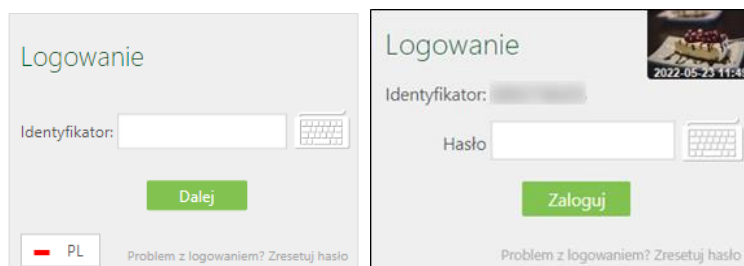 Logowanie
Identyfikator:
Dalej
PL
Problem z logowaniem? Zresetuj hasło
Logowanie
2022-05-23 11:45
Identyfikator:
Hasło
Zaloguj
Problem z logowaniem? Zresetuj hasło